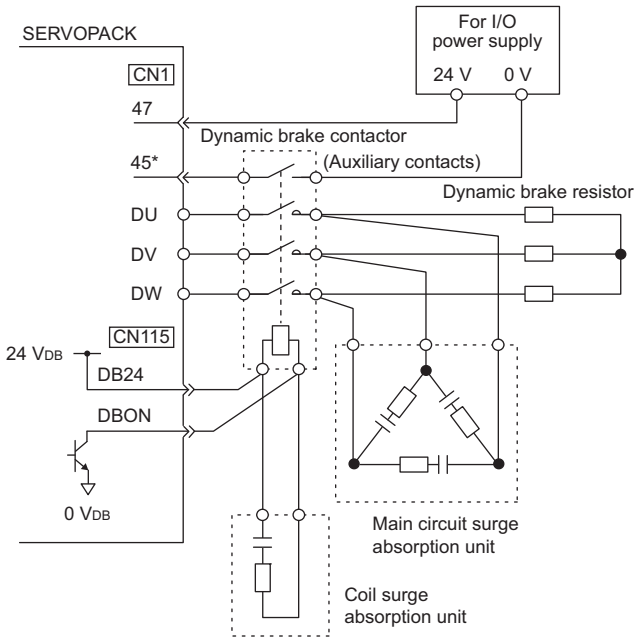 For I/O
power supply
24 V 0 V
SERVOPACK
CN1
47
Dynamic brake contactor
45*
(Auxiliary contacts)
Dynamic brake resistor
DU
DV
DW
CN115
24 VDB
DB24
DBON
0 VDB
Main circuit surge
absorption unit
Coil surge
absorption unit